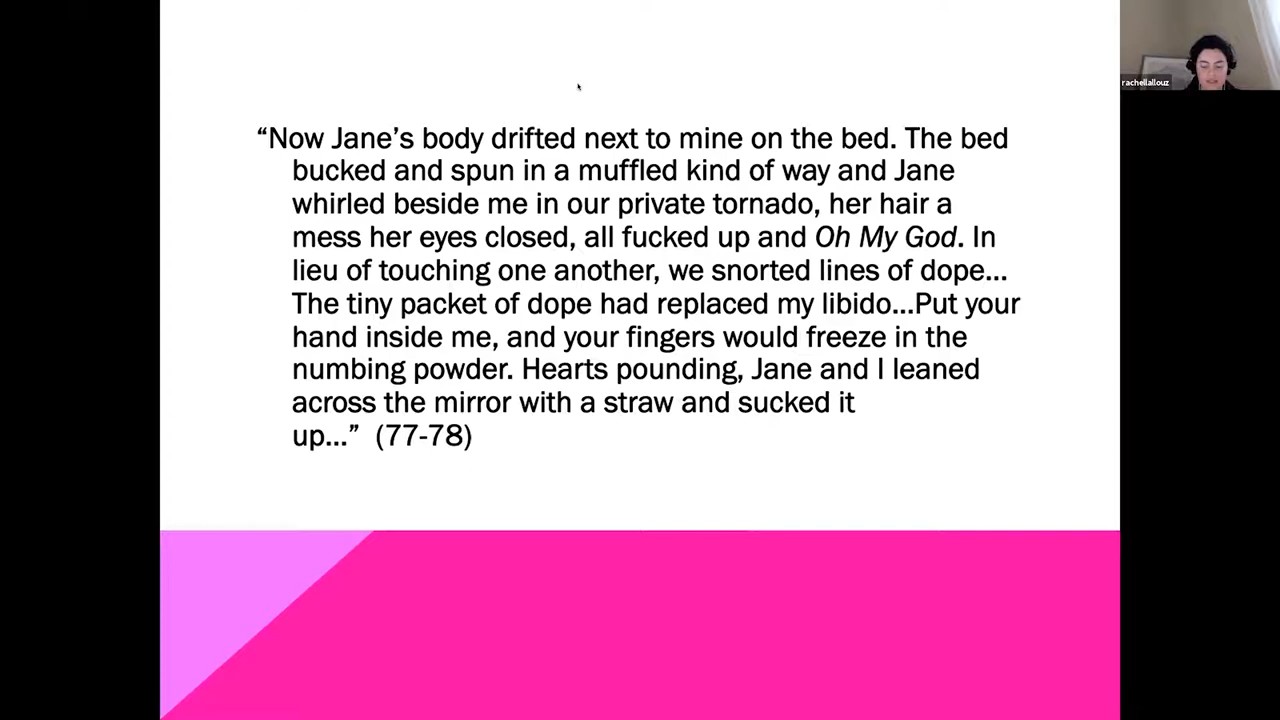 “Now Jane’s body drifted next to mine on the bed. The bed
bucked and spun in a muffled kind of way and Jane
whirled beside me in our private tornado, her hair a
mess her eyes closed, all fucked up and Oh My God. In
lieu of touching one another, we snorted lines of dope...
The tiny packet of dope had replaced my libido...Put your
hand inside me, and your fingers would freeze in the
numbing powder. Hearts pounding, Jane and I leaned
across the mirror with a straw and sucked it
up...” (77-78)
rachellallouz